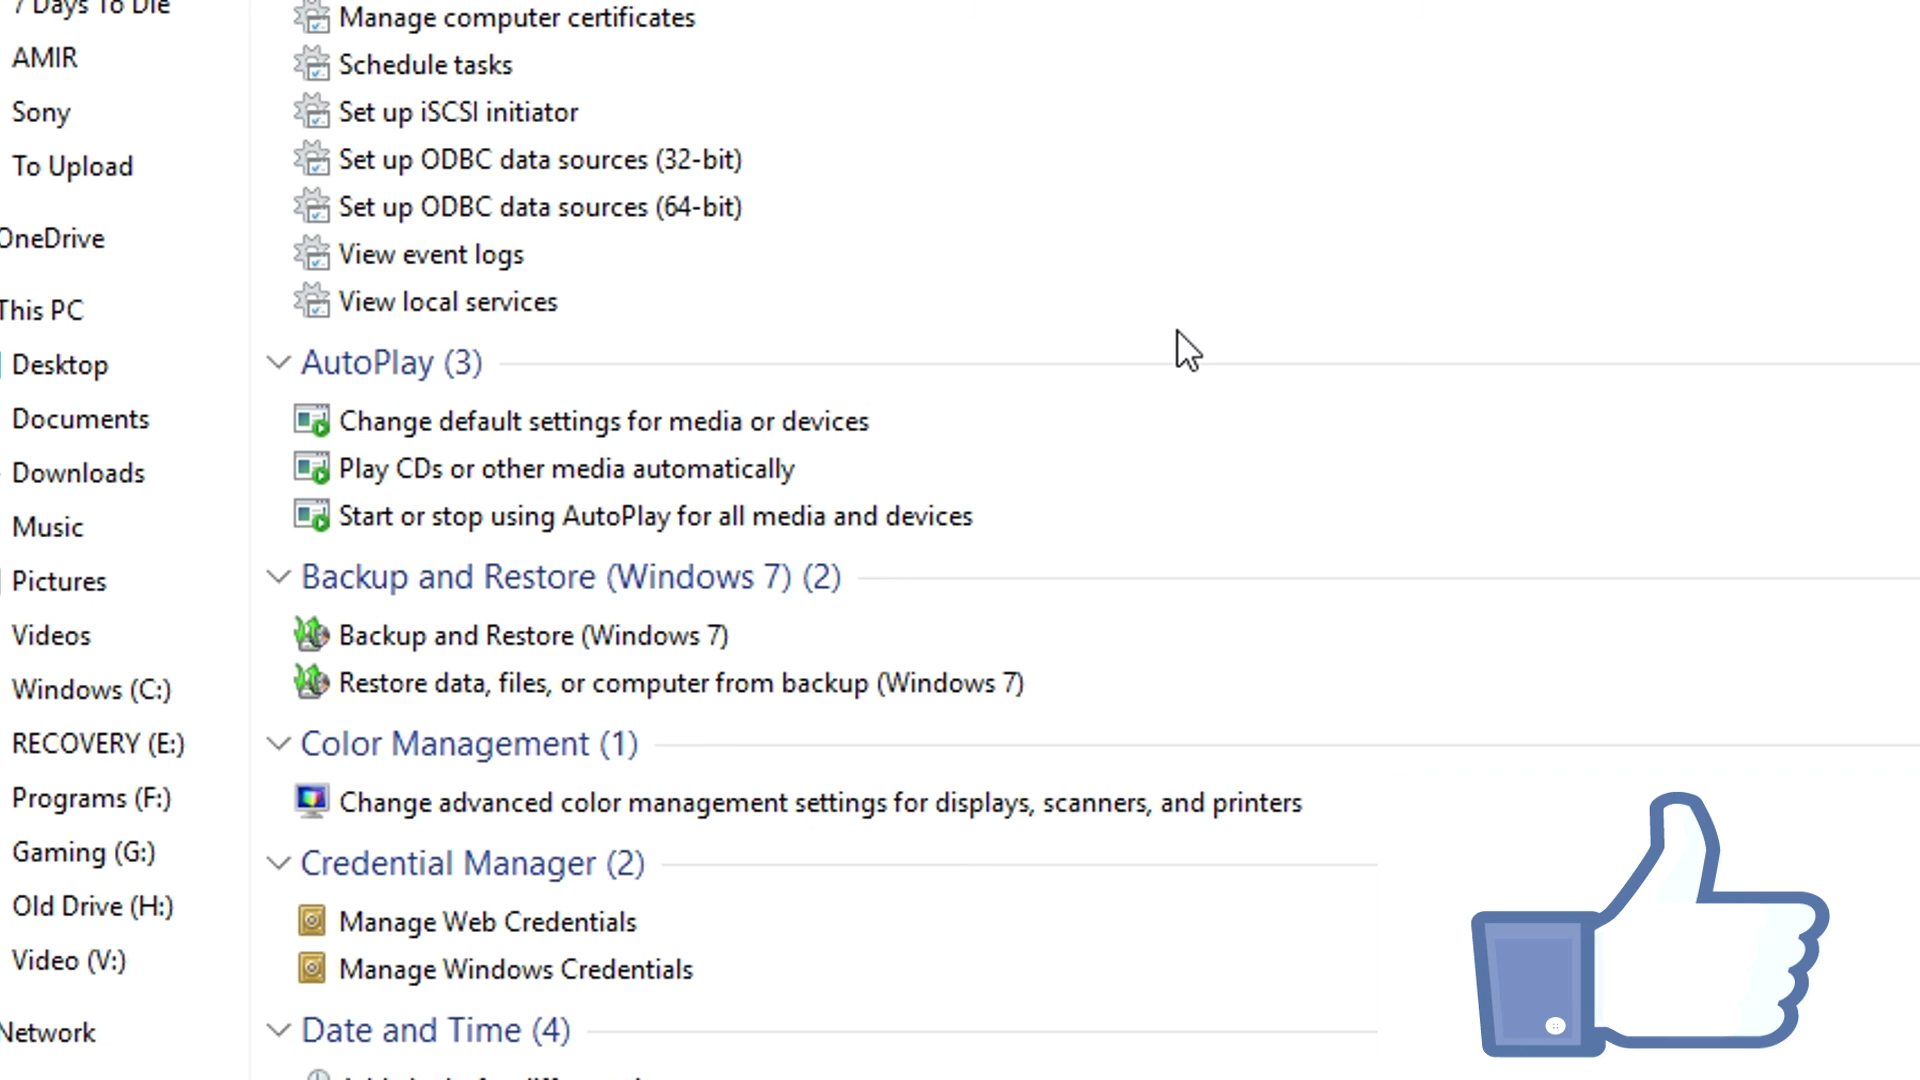 7 Days To Die
AMIR
Sony
To Upload
OneDrive
This PC
Desktop
Documents
Downloads
Music
Pictures
Videos
Windows (C:)
RECOVERY (E:)
Programs (F:)
Gaming (G:)
Old Drive (H:)
Video (V:)
Network
Manage computer certificates
Schedule tasks
Set up iSCSI initiator
Set up ODBC data sources (32-bit)
Set up ODBC data sources (64-bit)
View event logs
View local services
AutoPlay (3)
Change default settings for media or devices
Play CDs or other media automatically
Start or stop using AutoPlay for all media and devices
Backup and Restore (Windows 7) (2)
Backup and Restore (Windows 7)
Restore data, files, or computer from backup (Windows 7)
Color Management (1)
Change advanced color management settings for displays, scanners, and printers
Credential Manager (2)
Manage Web Credentials
Manage Windows Credentials
Date and Time (4)